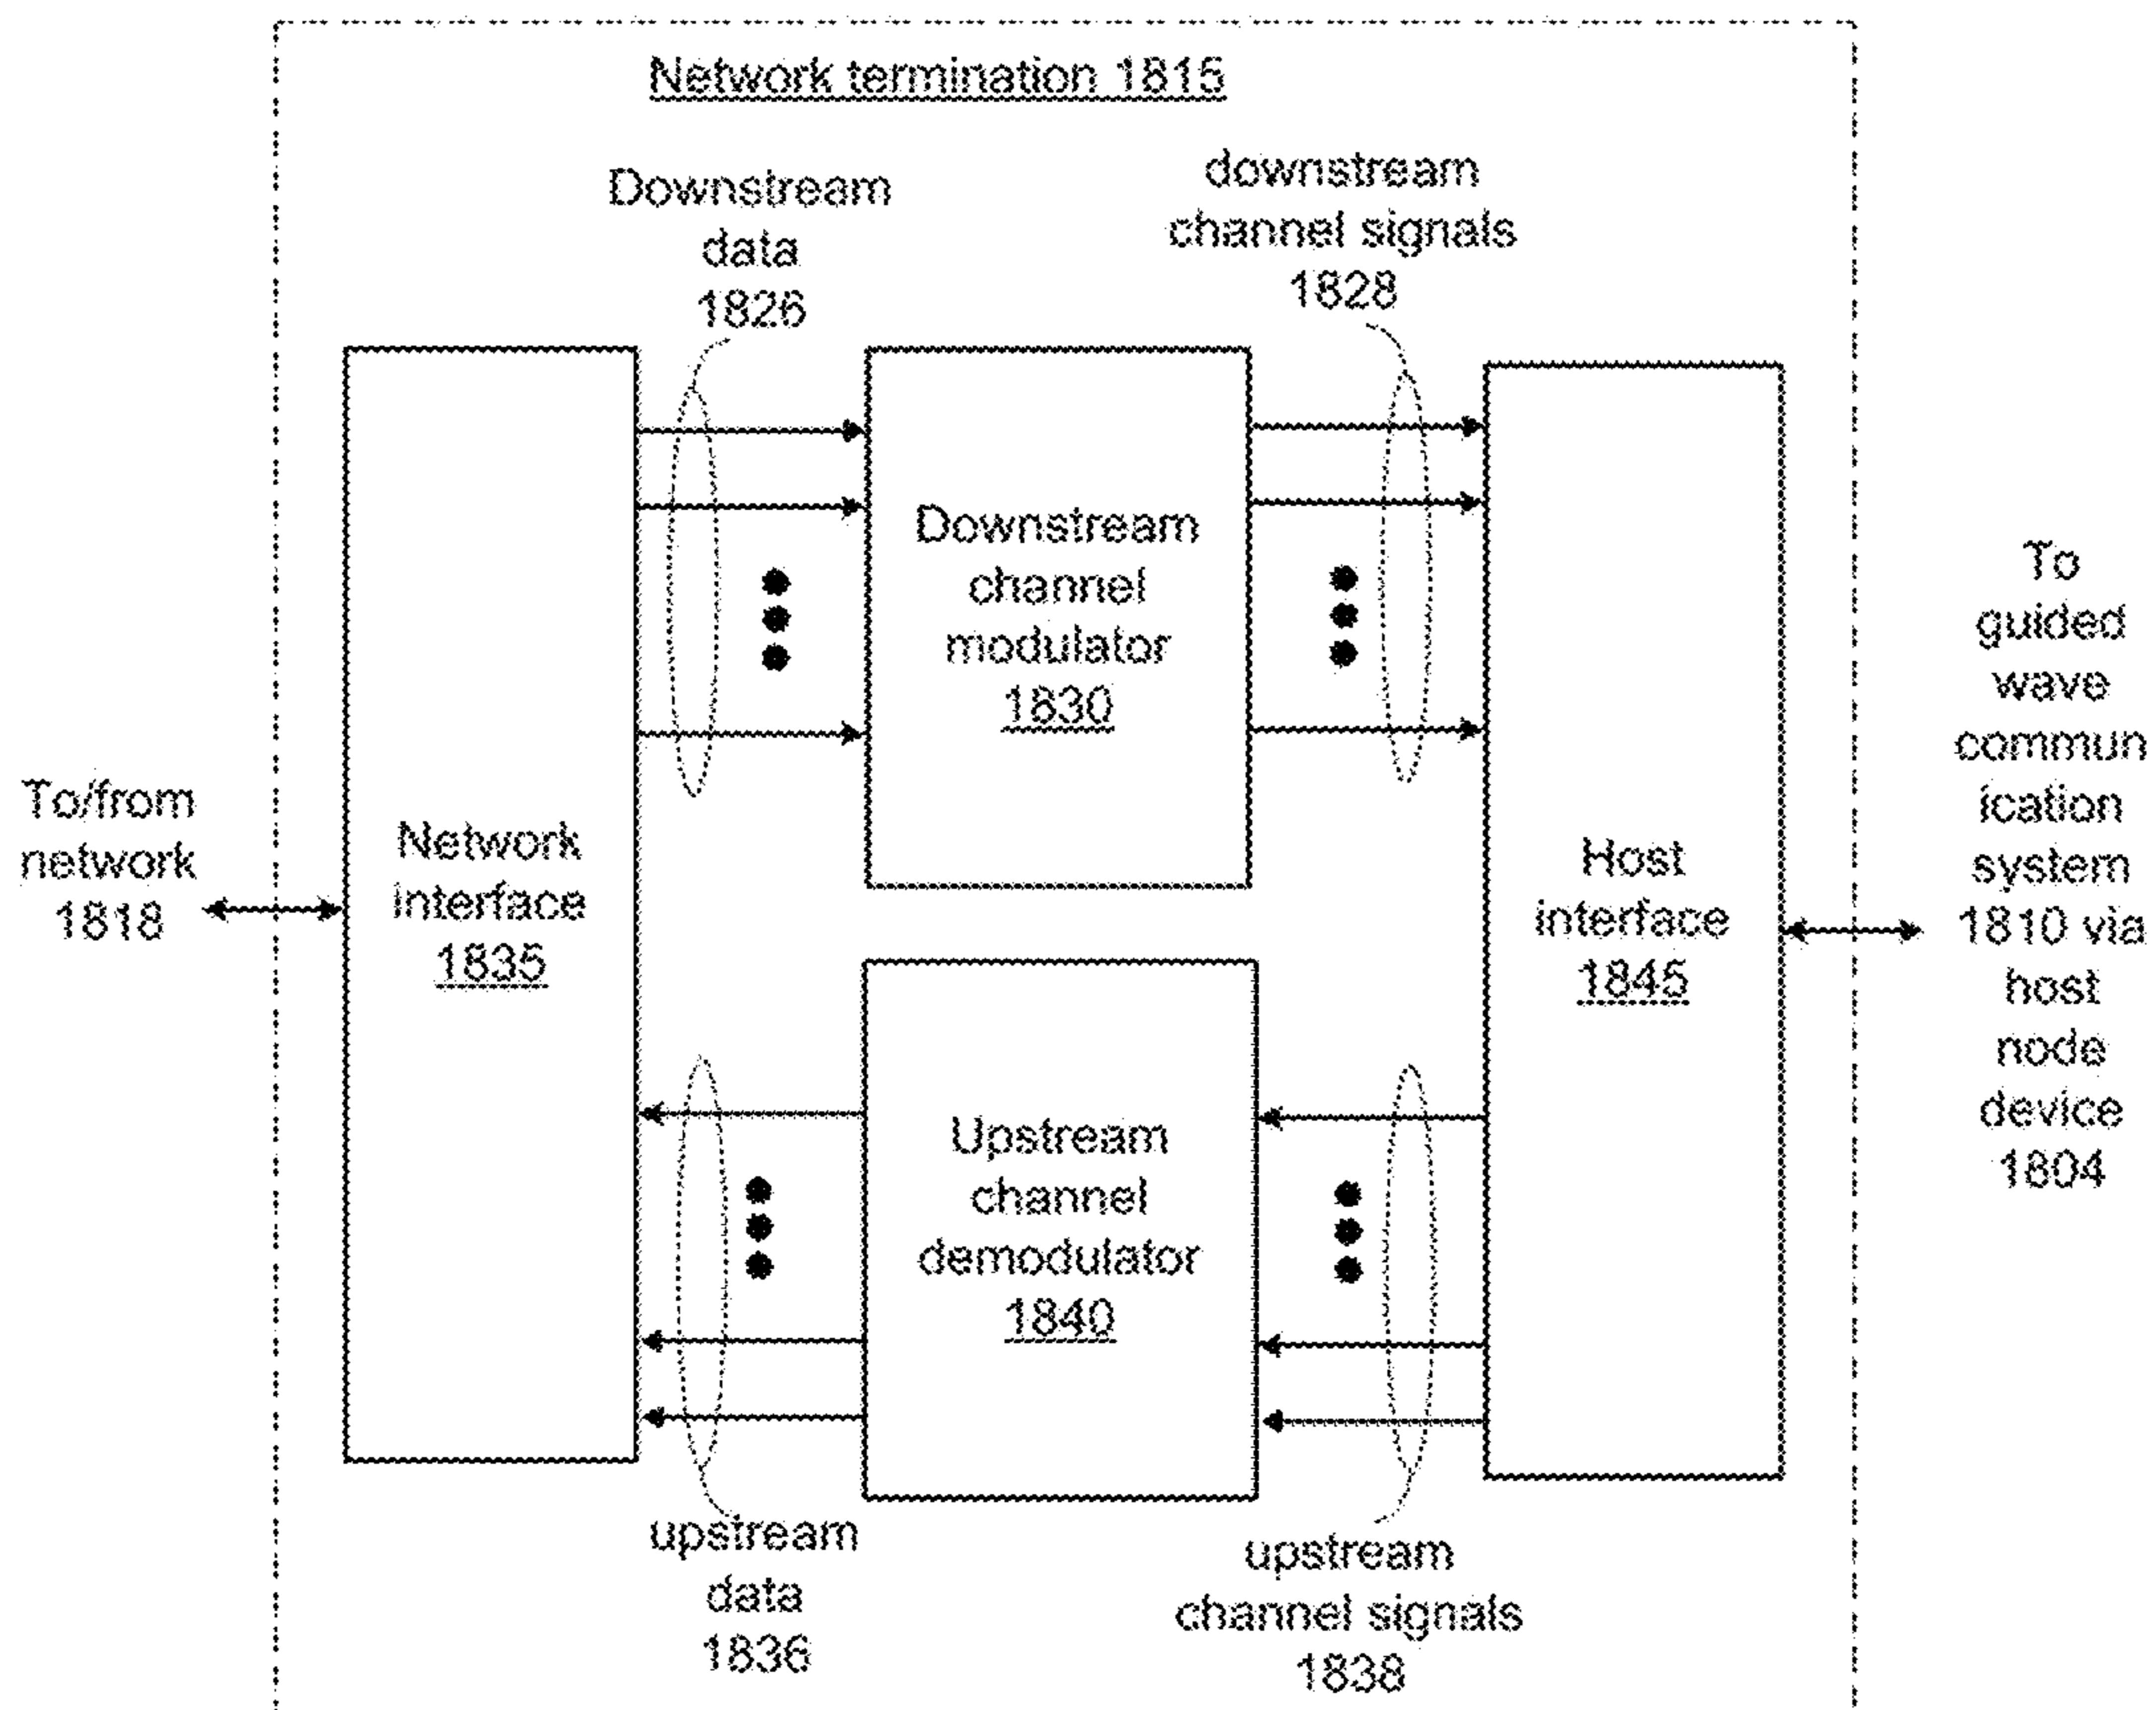 Network termination 1815
Downstream
data
1826
downstream
channel signals
1828
To/from
network
1818
Network
interface
1835
Downstream
channel
modulator
1830
Host
interface
1845
To
guided
wave
commun
ication
system
1810 via
host
node
device
1804
Upstream
channel
demodulator
1840
upstream
data
1836
upstream
channel signals
1838